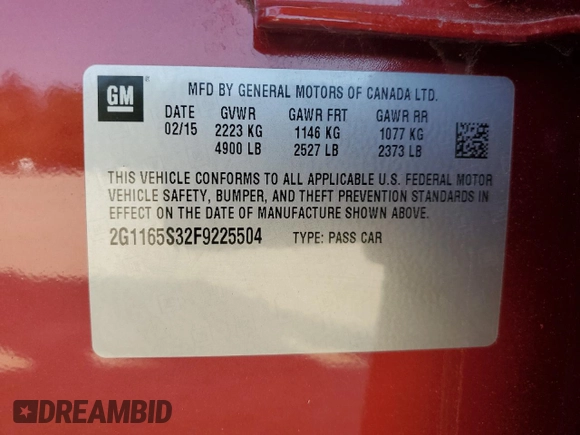 GM
MFD BY GENERAL MOTORS OF CANADA LTD.
DATE GVWR GAWR FRT GAWR RR
02/15 2223 KG 1146 KG 1077 KG
4900 LB 2527 LB 2373 LB
THIS VEHICLE CONFORMS TO ALL APPLICABLE U.S. FEDERAL MOTOR
VEHICLE SAFETY, BUMPER, AND THEFT PREVENTION STANDARDS IN
EFFECT ON THE DATE OF MANUFACTURE SHOWN ABOVE.
2G1165S32F9225504 TYPE: PASS CAR
DREAMBID